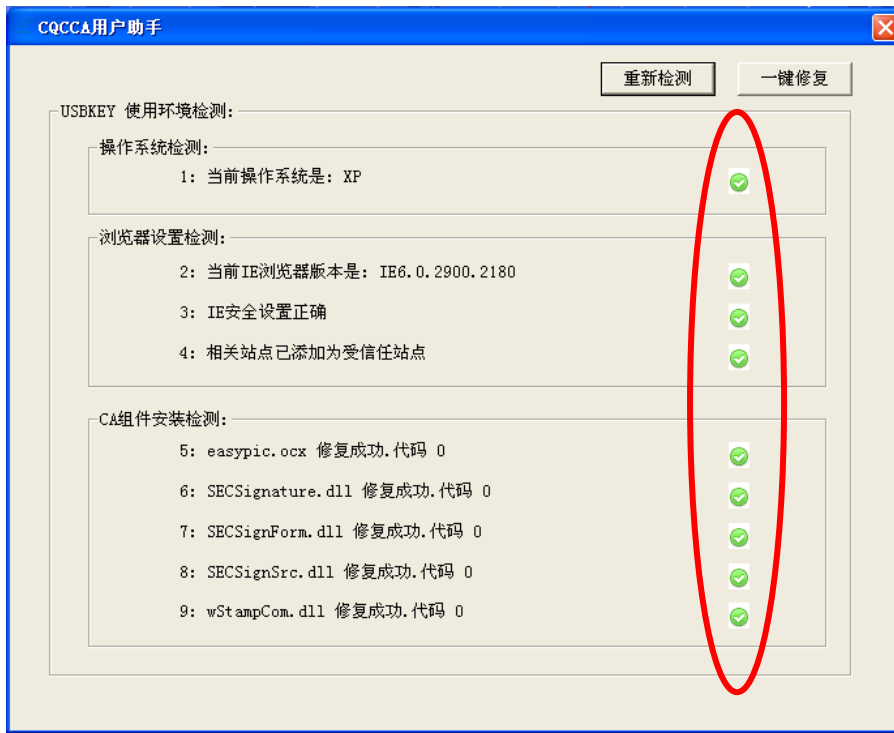 CQCCA用户助手
重新检测
一键修复
USBKEY 使用环境检测:
操作系统检测:
1: 当前操作系统是: XP
浏览器设置检测:
2: 当前IE浏览器版本是: IE6.0.2900.2180
3: IE安全设置正确
4: 相关站点已添加为受信任站点
CA组件安装检测:
5: easypic.ocx 修复成功.代码 0
6: SECSignature.dll 修复成功.代码 0
7: SECSignForm.dll 修复成功.代码 0
8: SECSignSrc.dll 修复成功.代码 0
9: wStampCom.dll 修复成功.代码 0